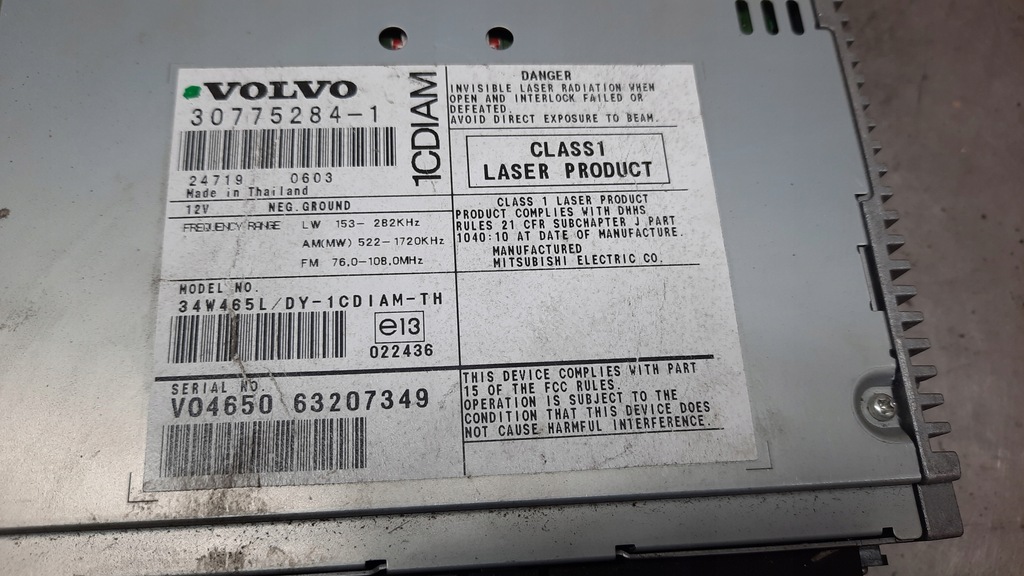 VOLVO
30775284-1
1CDIAM
24719 0603
Made in Thailand
12V NEG.GROUND
FREQUENCY RANGE LW 153- 282KHz
AM(MW) 522-1720KHz
FM 76.0-108.0MHz
MODEL NO.
34W465L/DY-1CDIAM-TH
e13
022436
SERIAL NO.
V04650 63207349
DANGER
INVISIBLE LASER RADIATION WHEN
OPEN AND INTERLOCK FAILED OR
DEFEATED.
AVOID DIRECT EXPOSURE TO BEAM.
CLASS1
LASER PRODUCT
CLASS 1 LASER PRODUCT
PRODUCT COMPLIES WITH DHHS
RULES 21 CFR SUBCHAPTER J PART
1040:10 AT DATE OF MANUFACTURE.
MANUFACTURED
MITSUBISHI ELECTRIC CO.
THIS DEVICE COMPLIES WITH PART
15 OF THE FCC RULES.
OPERATION IS SUBJECT TO THE
CONDITION THAT THIS DEVICE DOES
NOT CAUSE HARMFUL INTERFERENCE.